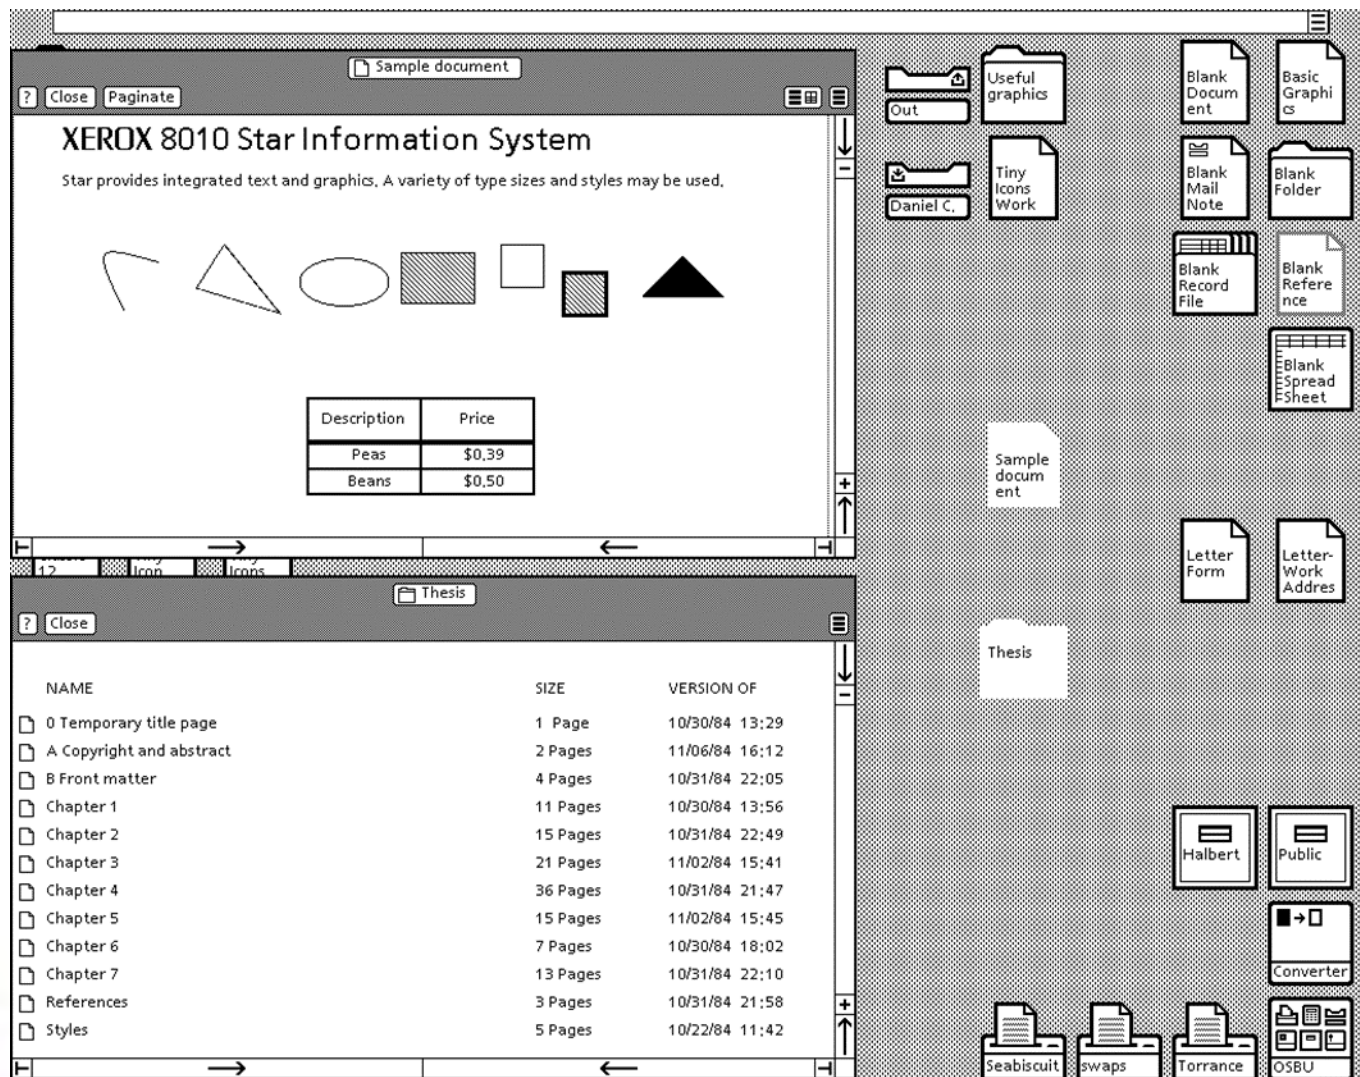 Sample document
? Close Paginate
XEROX 8010 Star Information System
Star provides integrated text and graphics. A variety of type sizes and styles may be used.
Description Price
Peas $0.39
Beans $0.50
12 Icon Icons
Thesis
? Close
NAME SIZE VERSION OF
0 Temporary title page 1 Page 10/30/84 13:29
A Copyright and abstract 2 Pages 11/06/84 16:12
B Front matter 4 Pages 10/31/84 22:05
Chapter 1 11 Pages 10/30/84 13:56
Chapter 2 15 Pages 10/31/84 22:49
Chapter 3 21 Pages 11/02/84 15:41
Chapter 4 36 Pages 10/31/84 21:47
Chapter 5 15 Pages 11/02/84 15:45
Chapter 6 7 Pages 10/30/84 18:02
Chapter 7 13 Pages 10/31/84 22:10
References 3 Pages 10/31/84 21:58
Styles 5 Pages 10/22/84 11:42
Out
Useful
graphics
Blank
Docum
ent
Basic
Graphi
cs
Daniel C.
Tiny
Icons
Work
Blank
Mail
Note
Blank
Folder
Blank
Record
File
Blank
Refere
nce
Blank
Spread
Sheet
Sample
docum
ent
Letter
Form
Letter-
Work
Addres
Thesis
Halbert
Public
Converter
Seabiscuit
swaps
Torrance
OSBU